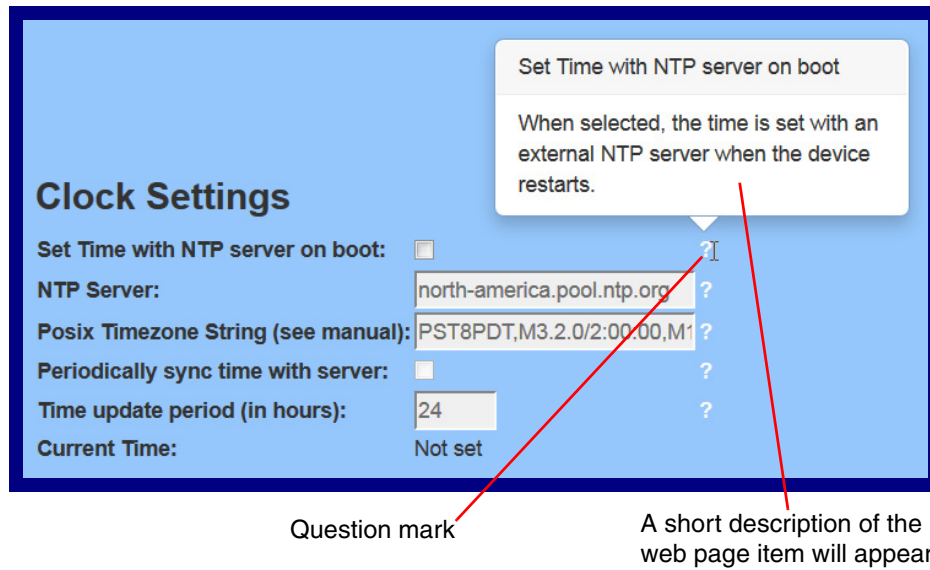 Set Time with NTP server on boot
When selected, the time is set with an
external NTP server when the device
restarts.
Clock Settings
Set Time with NTP server on boot: ?
NTP Server: north-america.pool.ntp.org ?
Posix Timezone String (see manual): PST8PDT,M3.2.0/2:00:00,M1 ?
Periodically sync time with server: ?
Time update period (in hours): 24 ?
Current Time: Not set
Question mark
A short description of the
web page item will appear